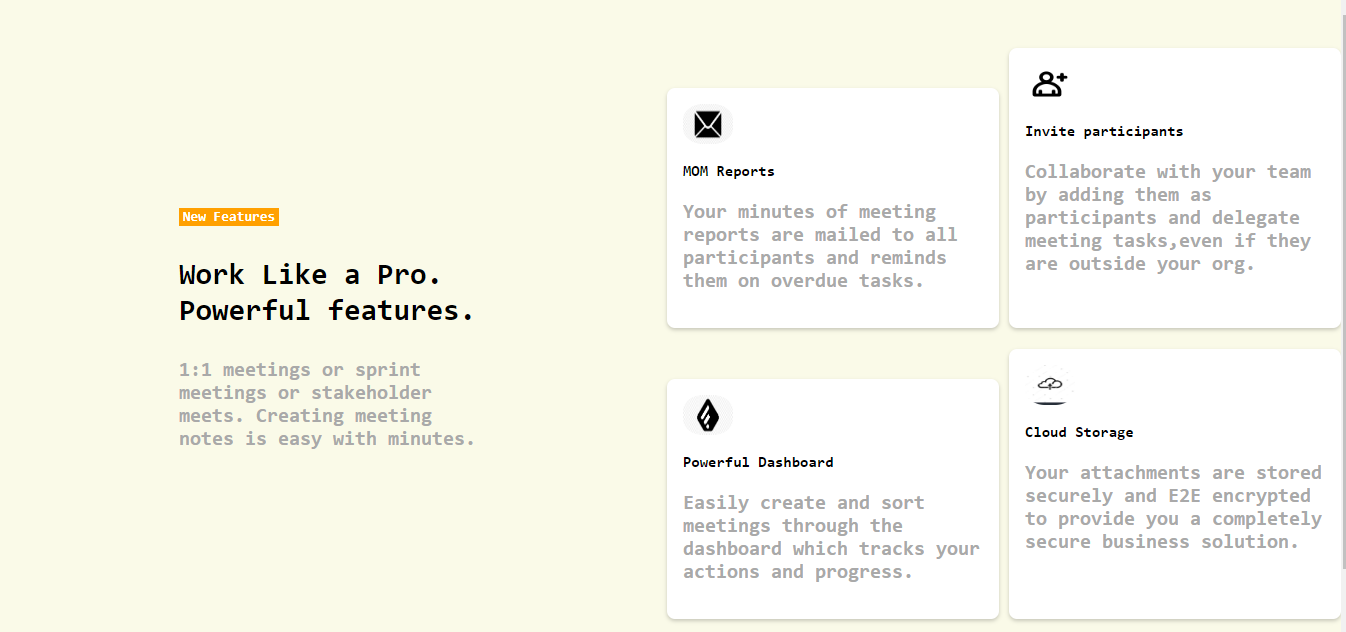 New Features
Work Like a Pro.
Powerful features.
1:1 meetings or sprint
meetings or stakeholder
meets. Creating meeting
notes is easy with minutes.
MOM Reports
Your minutes of meeting
reports are mailed to all
participants and reminds
them on overdue tasks.
Invite participants
Collaborate with your team
by adding them as
participants and delegate
meeting tasks,even if they
are outside your org.
Powerful Dashboard
Easily create and sort
meetings through the
dashboard which tracks your
actions and progress.
Cloud Storage
Your attachments are stored
securely and E2E encrypted
to provide you a completely
secure business solution.